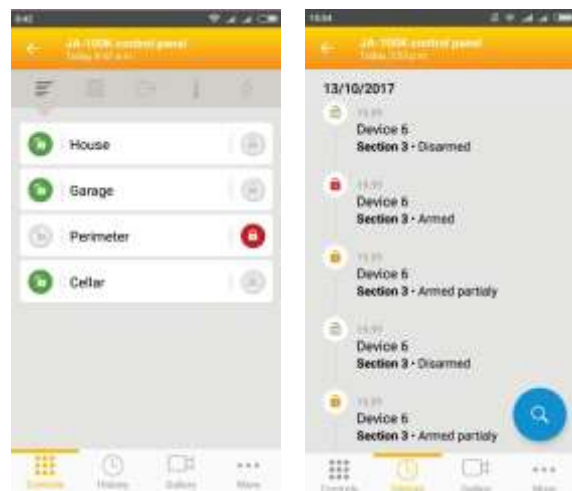 JA-100K control panel
House
Garage
Perimeter
Cellar
Controls
History
Gallery
More
JA-100K control panel
13/10/2017
Device 6
Section 3 • Disarmed
Device 6
Section 3 • Armed
Device 6
Section 3 • Armed partialy
Device 6
Section 3 • Disarmed
Device 6
Section 3 • Armed partialy
Controls
History
Gallery
More